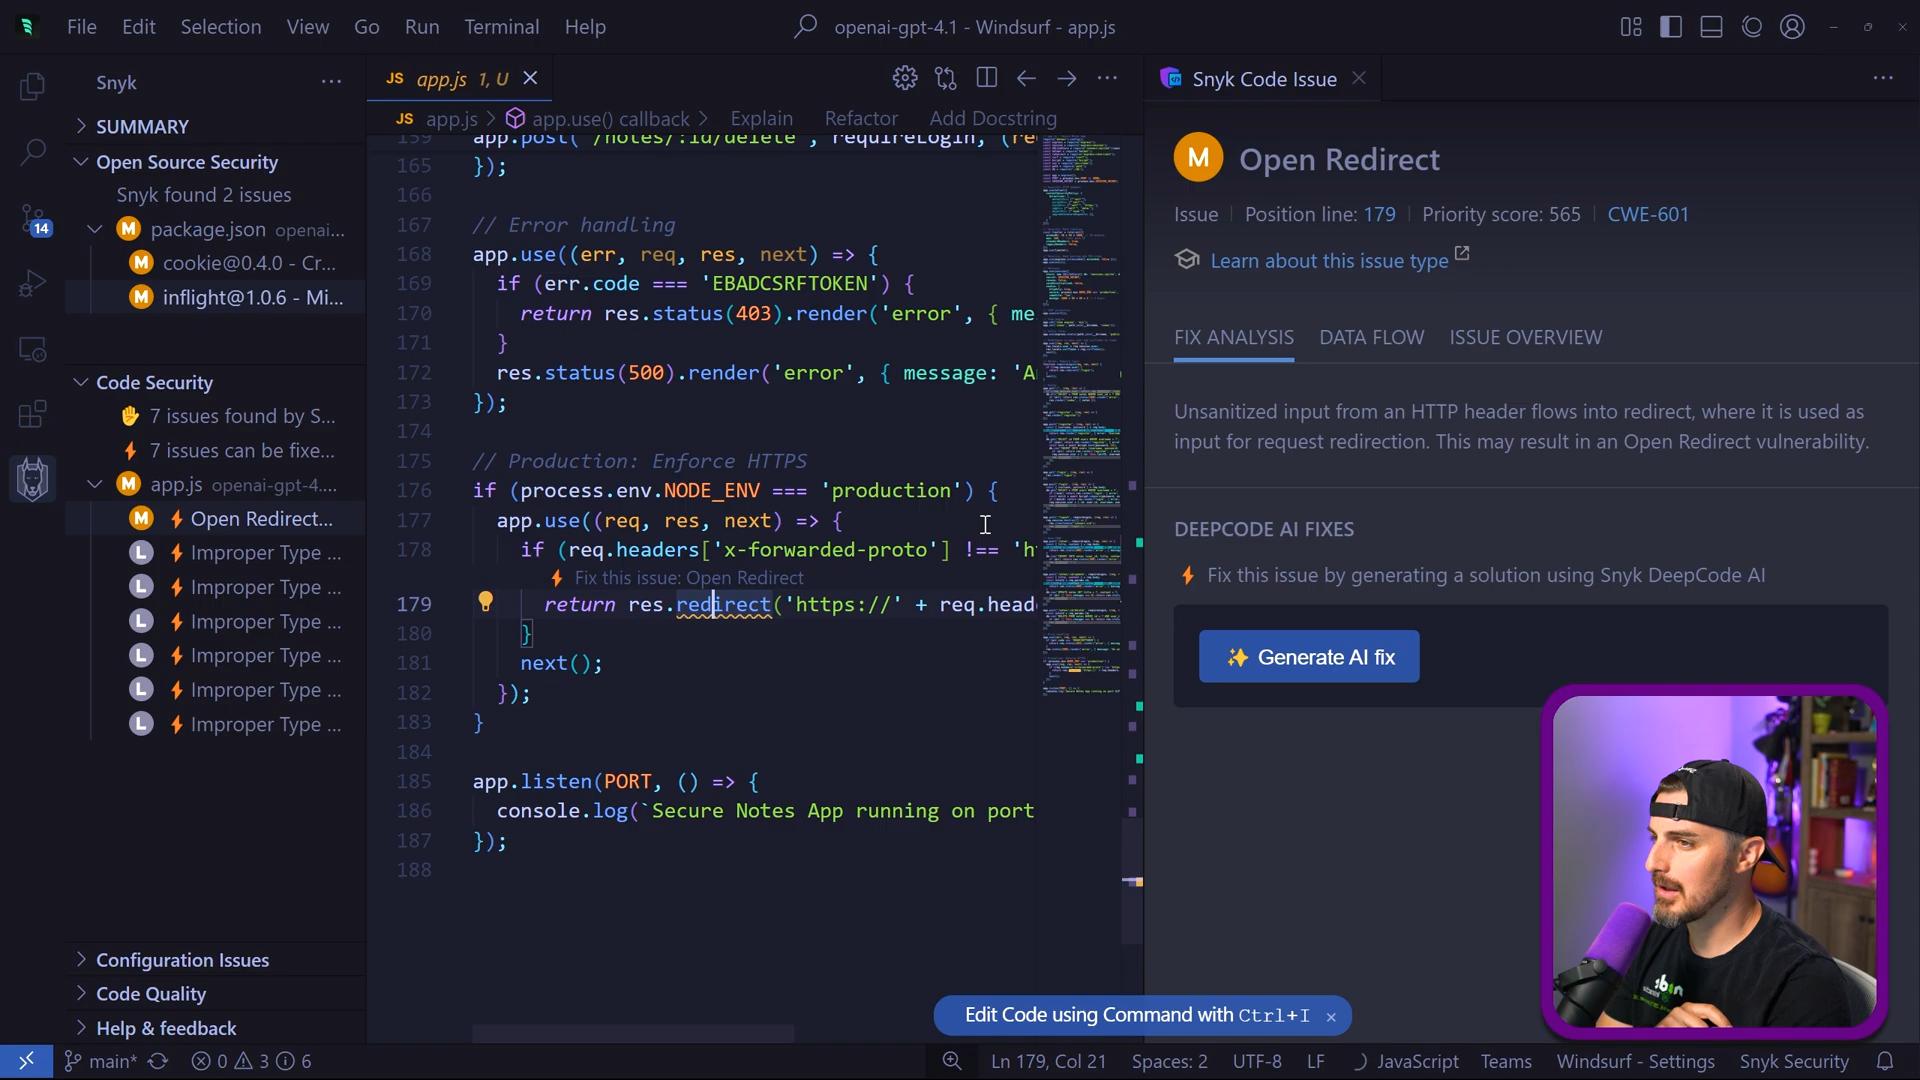 File Edit Selection View Go Run Terminal Help
openai-gpt-4.1 - Windsurf - app.js
Snyk
SUMMARY
Open Source Security
Snyk found 2 issues
M package.json openai...
M cookie@0.4.0 - Cr...
M inflight@1.0.6 - Mi...
14
Code Security
7 issues found by S...
7 issues can be fixe...
M app.js openai-gpt-4....
M Open Redirect...
L Improper Type ...
L Improper Type ...
L Improper Type ...
L Improper Type ...
L Improper Type ...
L Improper Type ...
Configuration Issues
Code Quality
Help & feedback
JS app.js 1, U
JS app.js > app.use() callback > Explain Refactor Add Docstring
159 app.post('/notes/:id/delete', requireLogin, (re
165 });
166
167 // Error handling
168 app.use((err, req, res, next) => {
169 if (err.code === 'EBADCSRFTOKEN') {
170 return res.status(403).render('error', { me
171 }
172 res.status(500).render('error', { message: 'A
173 });
174
175 // Production: Enforce HTTPS
176 if (process.env.NODE_ENV === 'production') {
177 app.use((req, res, next) => {
178 if (req.headers['x-forwarded-proto'] !== 'h
Fix this issue: Open Redirect
179 return res.redirect('https://' + req.head
180 }
181 next();
182 });
183 }
184
185 app.listen(PORT, () => {
186 console.log(`Secure Notes App running on port
187 });
188
Edit Code using Command with Ctrl+I ×
Snyk Code Issue
M Open Redirect
Issue | Position line: 179 | Priority score: 565 | CWE-601
Learn about this issue type
FIX ANALYSIS DATA FLOW ISSUE OVERVIEW
Unsanitized input from an HTTP header flows into redirect, where it is used as
input for request redirection. This may result in an Open Redirect vulnerability.
DEEPCODE AI FIXES
Fix this issue by generating a solution using Snyk DeepCode AI
Generate AI fix
main* 0 3 6
Ln 179, Col 21 Spaces: 2 UTF-8 LF JavaScript Teams Windsurf - Settings Snyk Security